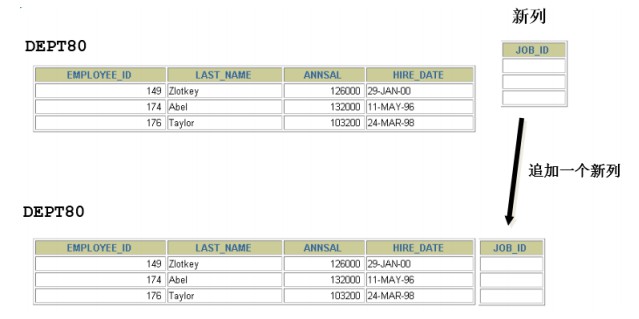 新列
DEPT80
JOB_ID
EMPLOYEE_ID LAST_NAME ANNSAL HIRE_DATE
149 Zlotkey 126000 29-JAN-00
174 Abel 132000 11-MAY-96
176 Taylor 103200 24-MAR-98
追加一个新列
DEPT80
EMPLOYEE_ID LAST_NAME ANNSAL HIRE_DATE JOB_ID
149 Zlotkey 126000 29-JAN-00
174 Abel 132000 11-MAY-96
176 Taylor 103200 24-MAR-98